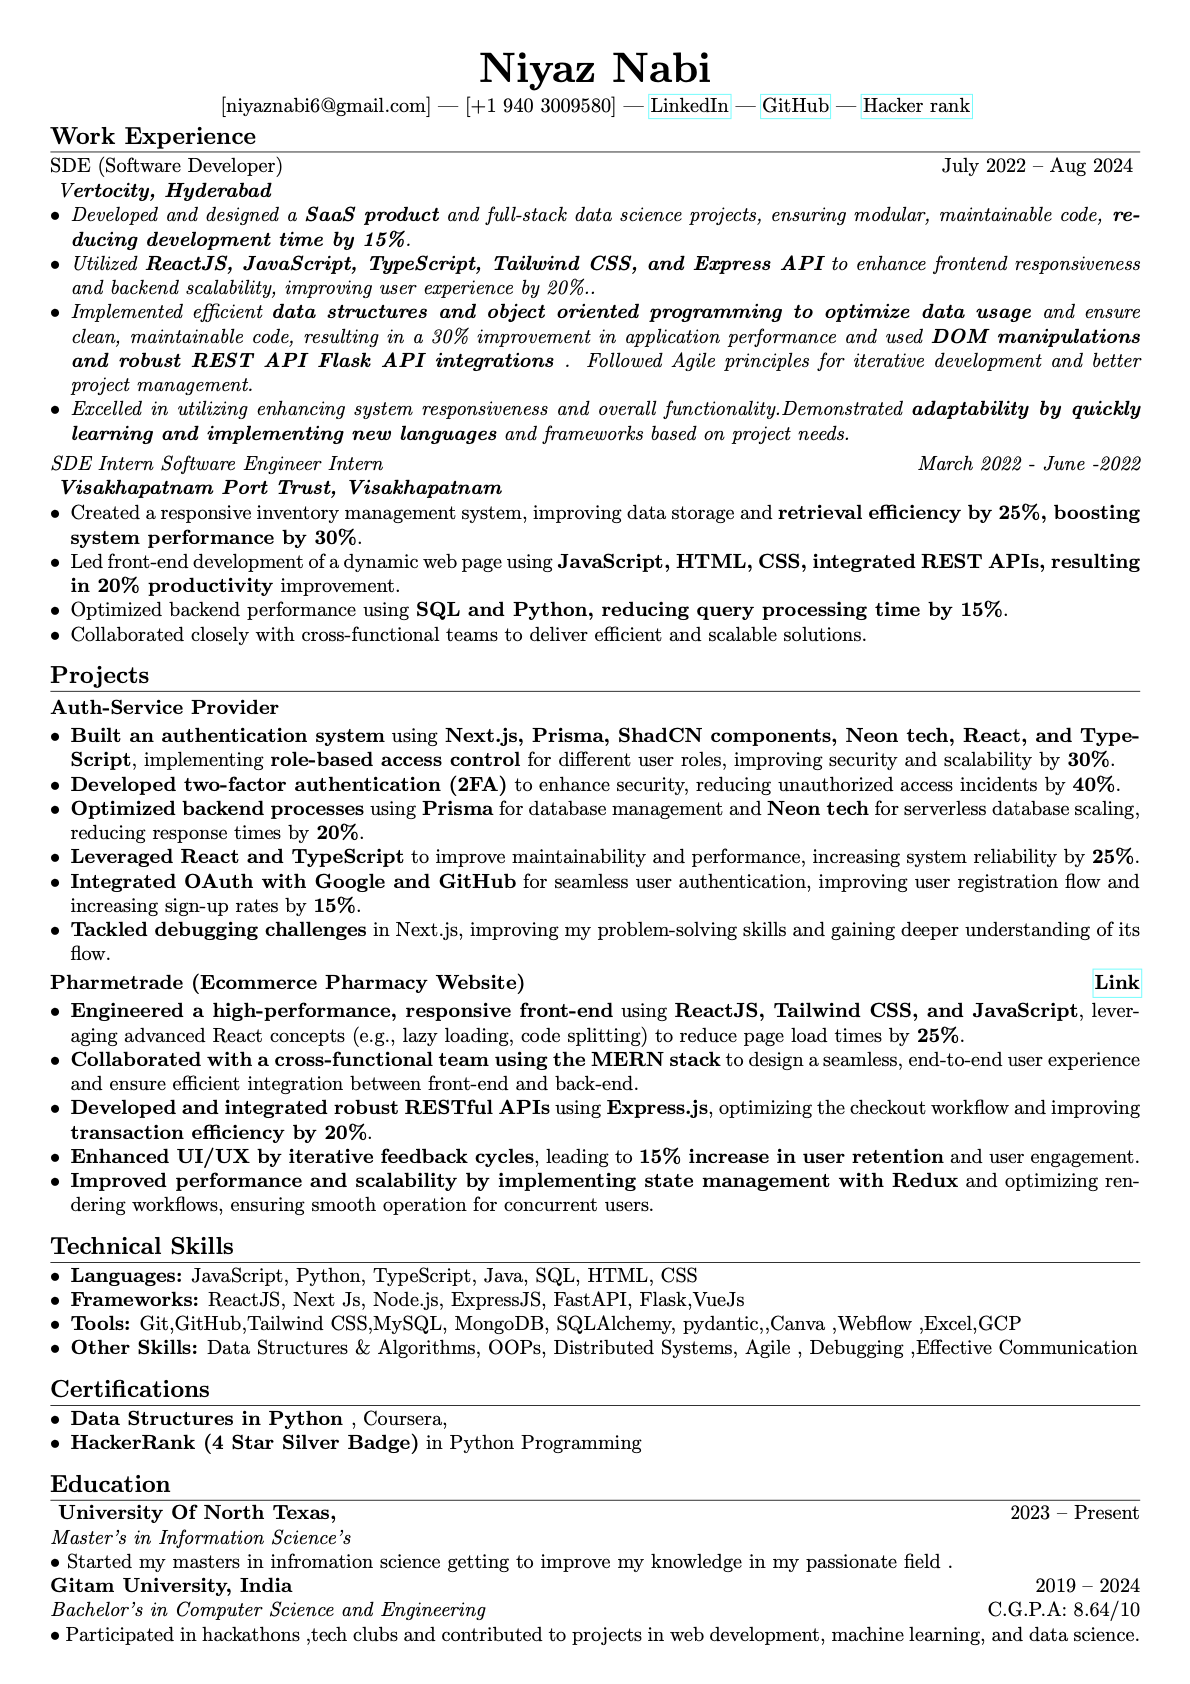 Niyaz Nabi
[niyaznabi6@gmail.com] — [+1 940 3009580] — LinkedIn — GitHub — Hacker rank
Work Experience
SDE (Software Developer) July 2022 – Aug 2024
Vertocity, Hyderabad
• Developed and designed a SaaS product and full-stack data science projects, ensuring modular, maintainable code, re-
ducing development time by 15%.
• Utilized ReactJS, JavaScript, TypeScript, Tailwind CSS, and Express API to enhance frontend responsiveness
and backend scalability, improving user experience by 20%..
• Implemented efficient data structures and object oriented programming to optimize data usage and ensure
clean, maintainable code, resulting in a 30% improvement in application performance and used DOM manipulations
and robust REST API Flask API integrations . Followed Agile principles for iterative development and better
project management.
• Excelled in utilizing enhancing system responsiveness and overall functionality.Demonstrated adaptability by quickly
learning and implementing new languages and frameworks based on project needs.
SDE Intern Software Engineer Intern March 2022 - June -2022
Visakhapatnam Port Trust, Visakhapatnam
• Created a responsive inventory management system, improving data storage and retrieval efficiency by 25%, boosting
system performance by 30%.
• Led front-end development of a dynamic web page using JavaScript, HTML, CSS, integrated REST APIs, resulting
in 20% productivity improvement.
• Optimized backend performance using SQL and Python, reducing query processing time by 15%.
• Collaborated closely with cross-functional teams to deliver efficient and scalable solutions.
Projects
Auth-Service Provider
• Built an authentication system using Next.js, Prisma, ShadCN components, Neon tech, React, and Type-
Script, implementing role-based access control for different user roles, improving security and scalability by 30%.
• Developed two-factor authentication (2FA) to enhance security, reducing unauthorized access incidents by 40%.
• Optimized backend processes using Prisma for database management and Neon tech for serverless database scaling,
reducing response times by 20%.
• Leveraged React and TypeScript to improve maintainability and performance, increasing system reliability by 25%.
• Integrated OAuth with Google and GitHub for seamless user authentication, improving user registration flow and
increasing sign-up rates by 15%.
• Tackled debugging challenges in Next.js, improving my problem-solving skills and gaining deeper understanding of its
flow.
Pharmetrade (Ecommerce Pharmacy Website) Link
• Engineered a high-performance, responsive front-end using ReactJS, Tailwind CSS, and JavaScript, lever-
aging advanced React concepts (e.g., lazy loading, code splitting) to reduce page load times by 25%.
• Collaborated with a cross-functional team using the MERN stack to design a seamless, end-to-end user experience
and ensure efficient integration between front-end and back-end.
• Developed and integrated robust RESTful APIs using Express.js, optimizing the checkout workflow and improving
transaction efficiency by 20%.
• Enhanced UI/UX by iterative feedback cycles, leading to 15% increase in user retention and user engagement.
• Improved performance and scalability by implementing state management with Redux and optimizing ren-
dering workflows, ensuring smooth operation for concurrent users.
Technical Skills
• Languages: JavaScript, Python, TypeScript, Java, SQL, HTML, CSS
• Frameworks: ReactJS, Next Js, Node.js, ExpressJS, FastAPI, Flask,VueJs
• Tools: Git,GitHub,Tailwind CSS,MySQL, MongoDB, SQLAlchemy, pydantic,,Canva ,Webflow ,Excel,GCP
• Other Skills: Data Structures & Algorithms, OOPs, Distributed Systems, Agile , Debugging ,Effective Communication
Certifications
• Data Structures in Python , Coursera,
• HackerRank (4 Star Silver Badge) in Python Programming
Education
University Of North Texas, 2023 – Present
Master's in Information Science's
• Started my masters in infromation science getting to improve my knowledge in my passionate field .
Gitam University, India 2019 – 2024
Bachelor's in Computer Science and Engineering C.G.P.A: 8.64/10
• Participated in hackathons ,tech clubs and contributed to projects in web development, machine learning, and data science.